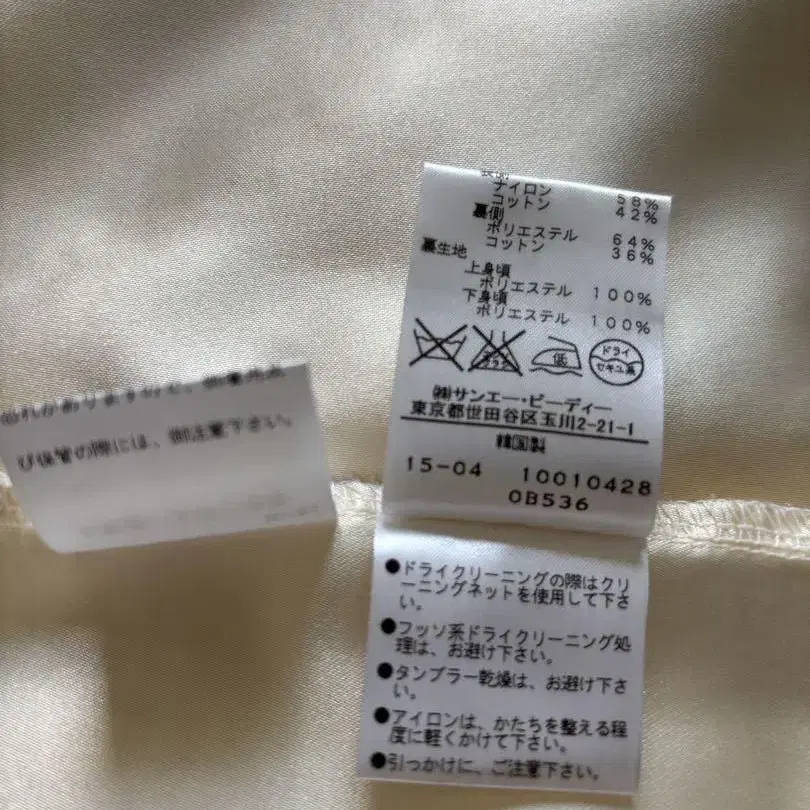 ナイロン 58%
コットン 42%
裏側
ポリエステル 64%
コットン 36%
裏生地
上身頃
ポリエステル 100%
下身頃
ポリエステル 100%
低
ドライ
セキユ系
㈱サンエー・ビーディー
東京都世田谷区玉川2-21-1
韓国製
15-04 10010428
0B536
●ドライクリーニングの際はクリ
ーニングネットを使用して下さ
い。
●フッソ系ドライクリーニング処
理は、お避け下さい。
●タンブラー乾燥は、お避け下さ
い。
●アイロンは、かたちを整える程
度に軽くかけて下さい。
●引っかけに、ご注意下さい。
び保管の際には、御注意下さい。